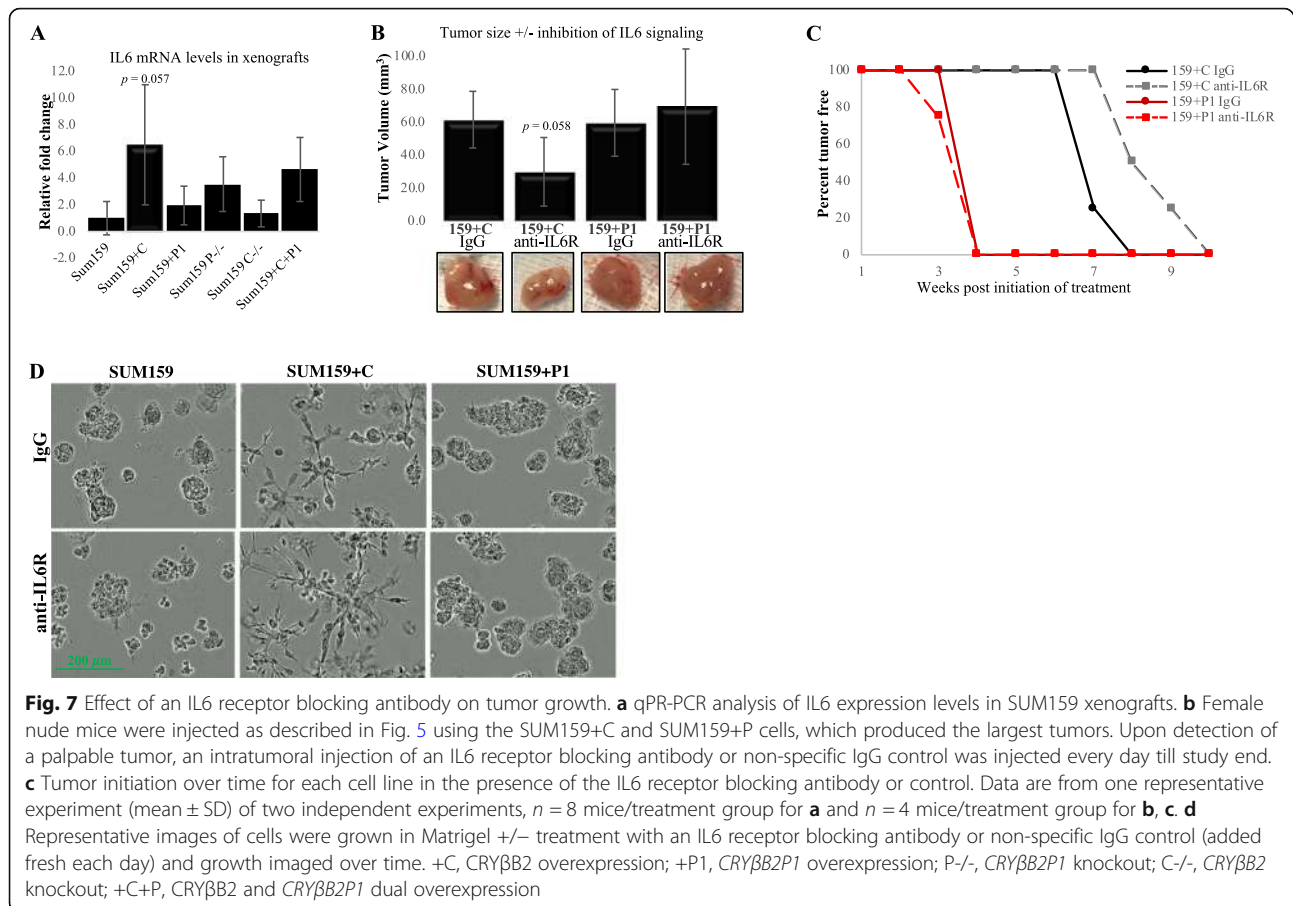 A
IL6 mRNA levels in xenografts
12.0
10.0
8.0
6.0
4.0
2.0
0.0
-2.0
Relative fold change
p = 0.057
Sum159
Sum159+C
Sum159+P1
Sum159 P-/-
Sum159 C-/-
Sum159+C+P1
B
Tumor size +/- inhibition of IL6 signaling
100.0
80.0
60.0
40.0
20.0
0.0
Tumor Volume (mm³)
p = 0.058
159+C 159+C 159+P1 159+P1
IgG anti-IL6R IgG anti-IL6R
C
100
80
60
40
20
0
Percent tumor free
159+C IgG
159+C anti-IL6R
159+P1 IgG
159+P1 anti-IL6R
1 3 5 7 9
Weeks post initiation of treatment
D
SUM159 SUM159+C SUM159+P1
IgG
anti-IL6R
200 µm
Fig. 7 Effect of an IL6 receptor blocking antibody on tumor growth. a qPR-PCR analysis of IL6 expression levels in SUM159 xenografts. b Female
nude mice were injected as described in Fig. 5 using the SUM159+C and SUM159+P cells, which produced the largest tumors. Upon detection of
a palpable tumor, an intratumoral injection of an IL6 receptor blocking antibody or non-specific IgG control was injected every day till study end.
c Tumor initiation over time for each cell line in the presence of the IL6 receptor blocking antibody or control. Data are from one representative
experiment (mean ± SD) of two independent experiments, n = 8 mice/treatment group for a and n = 4 mice/treatment group for b, c. d
Representative images of cells were grown in Matrigel +/− treatment with an IL6 receptor blocking antibody or non-specific IgG control (added
fresh each day) and growth imaged over time. +C, CRYβB2 overexpression; +P1, CRYβB2P1 overexpression; P-/-, CRYβB2P1 knockout; C-/-, CRYβB2
knockout; +C+P, CRYβB2 and CRYβB2P1 dual overexpression